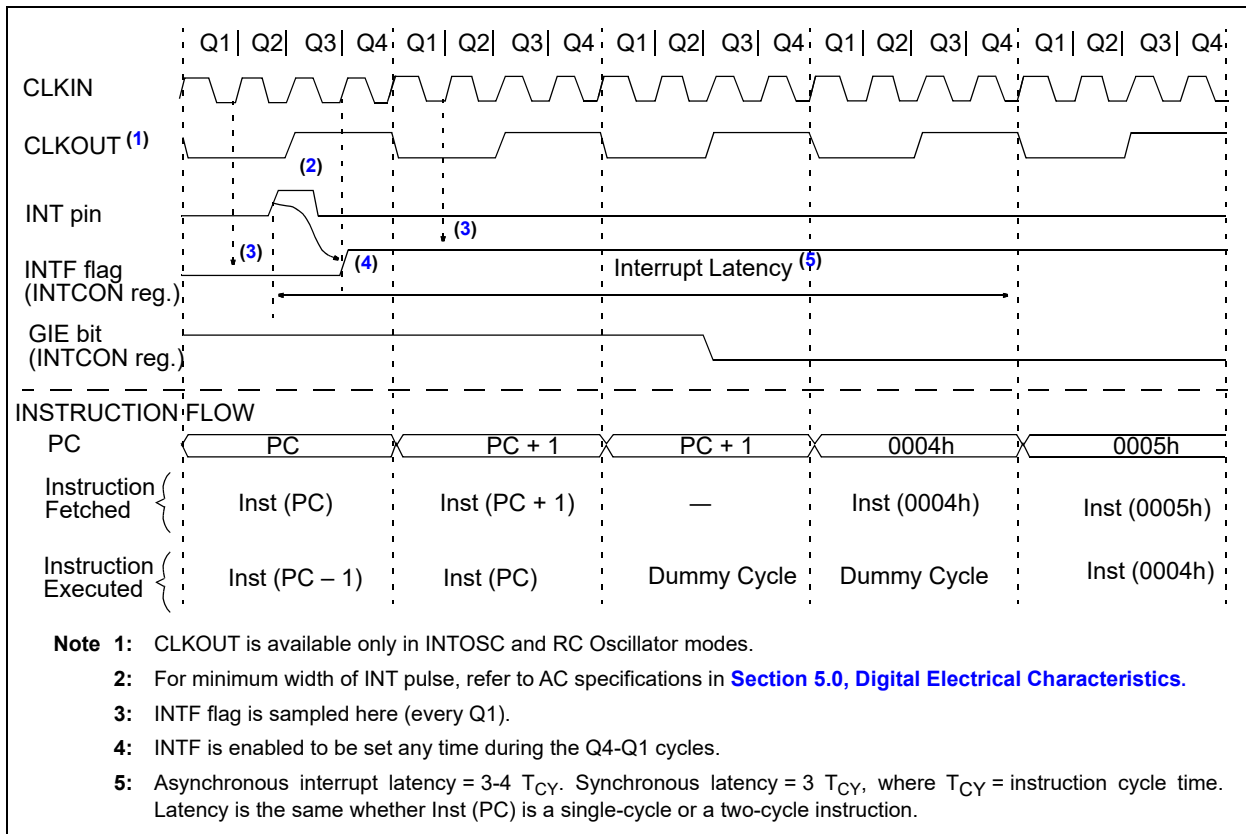 Q1 Q2 Q3 Q4 Q1 Q2 Q3 Q4 Q1 Q2 Q3 Q4 Q1 Q2 Q3 Q4 Q1 Q2 Q3 Q4
CLKIN
CLKOUT (1)
(2)
INT pin
(3)
(3)
(4)
INTF flag
(INTCON reg.)
Interrupt Latency (5)
GIE bit
(INTCON reg.)
INSTRUCTION FLOW
PC PC PC + 1 PC + 1 0004h 0005h
Instruction
Fetched
Inst (PC) Inst (PC + 1) — Inst (0004h) Inst (0005h)
Instruction
Executed
Inst (PC – 1) Inst (PC) Dummy Cycle Dummy Cycle Inst (0004h)
Note 1: CLKOUT is available only in INTOSC and RC Oscillator modes.
2: For minimum width of INT pulse, refer to AC specifications in Section 5.0, Digital Electrical Characteristics.
3: INTF flag is sampled here (every Q1).
4: INTF is enabled to be set any time during the Q4-Q1 cycles.
5: Asynchronous interrupt latency = 3-4 TCY. Synchronous latency = 3 TCY, where TCY = instruction cycle time.
Latency is the same whether Inst (PC) is a single-cycle or a two-cycle instruction.